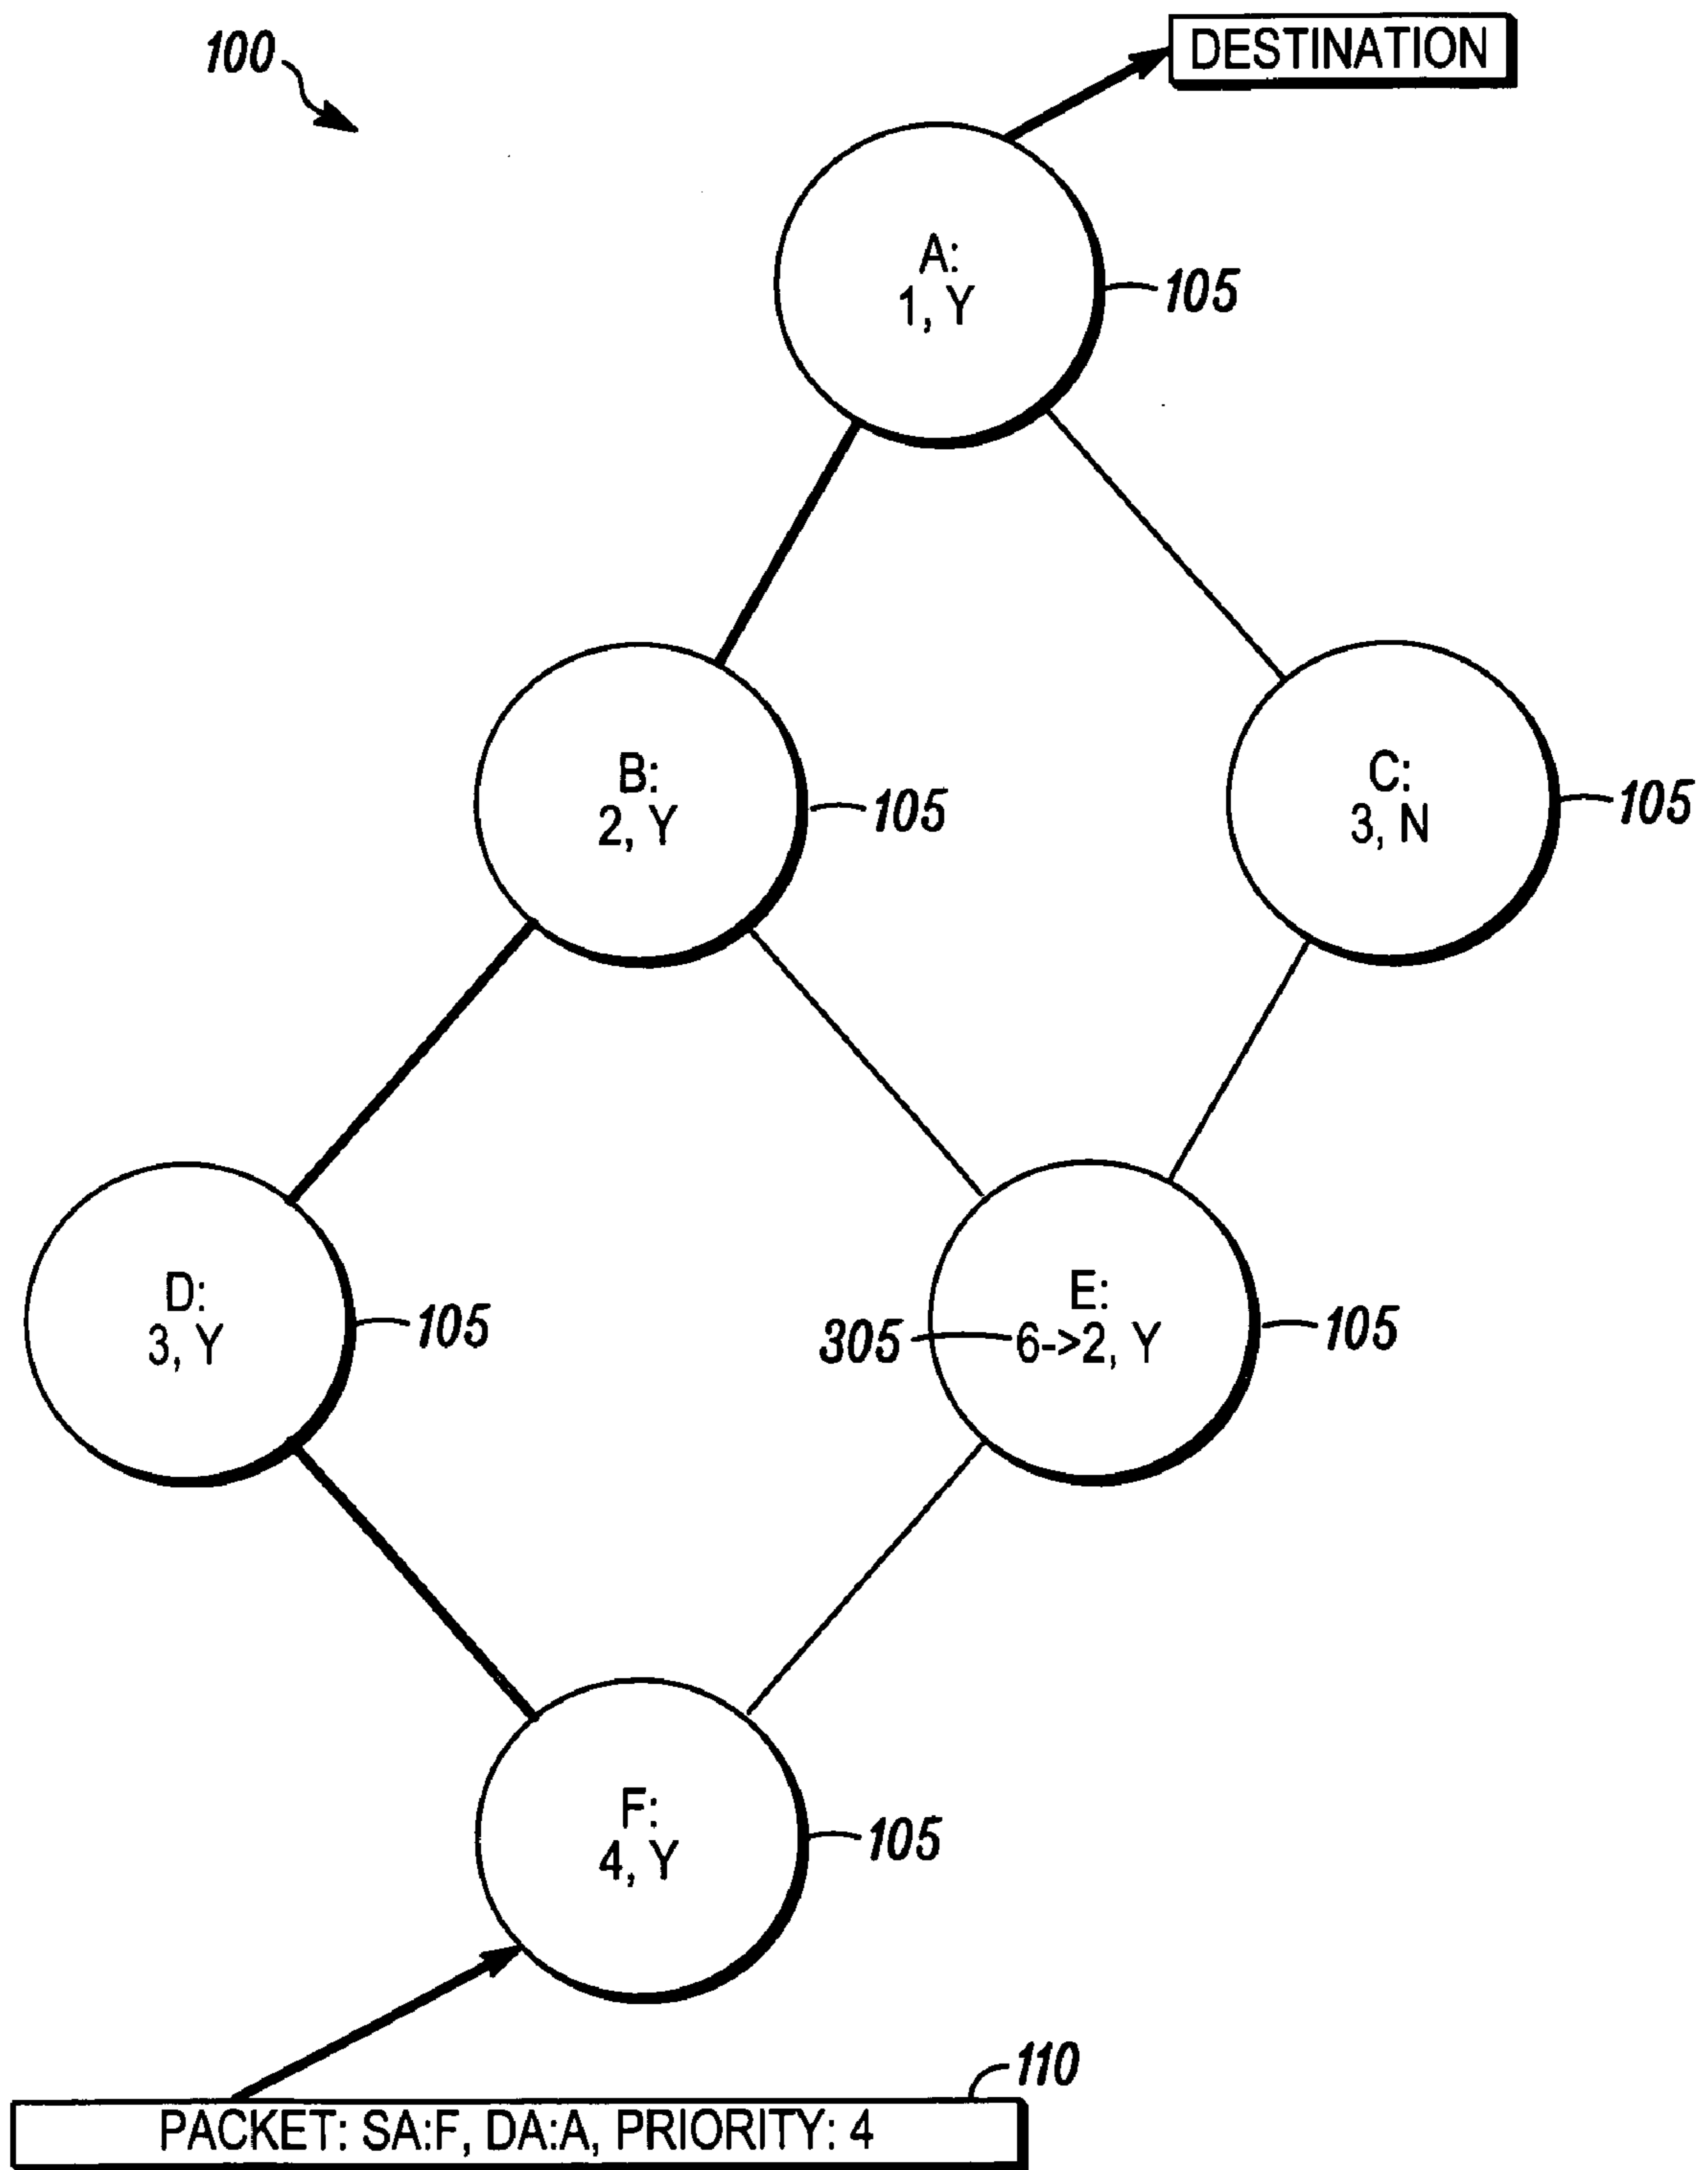 100
DESTINATION
A:
1, Y
105
B:
2, Y
105
C:
3, N
105
D:
3, Y
105
E:
305
6->2, Y
105
F:
4, Y
105
110
PACKET: SA:F, DA:A, PRIORITY: 4